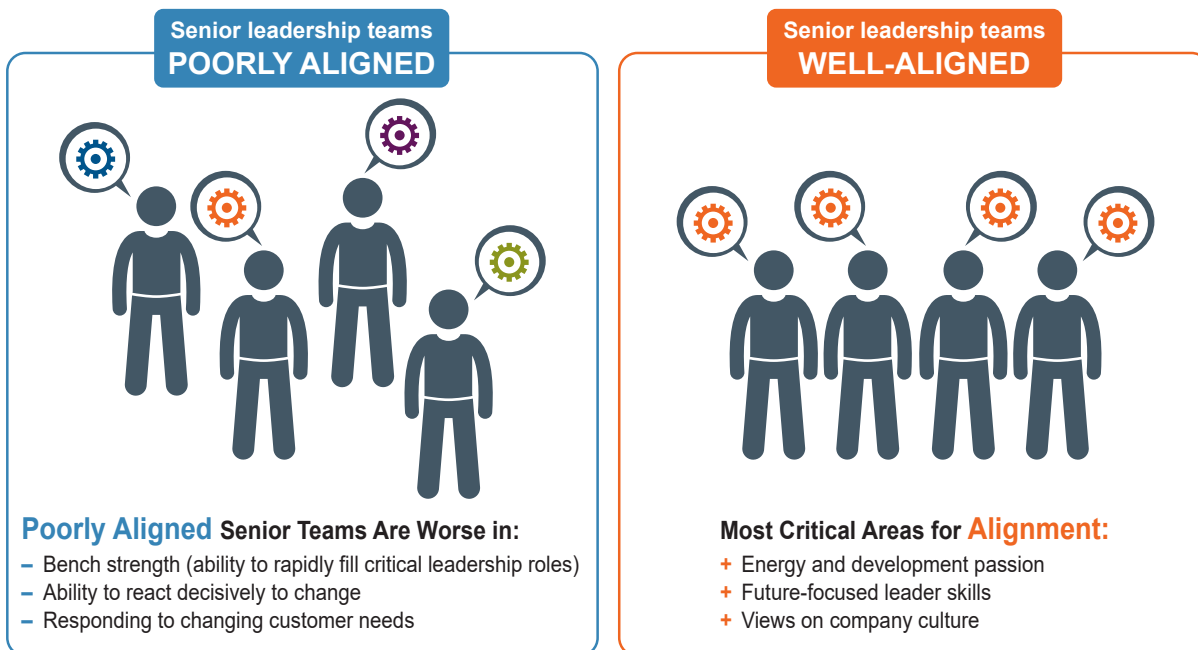 Senior leadership teams
POORLY ALIGNED
Poorly Aligned Senior Teams Are Worse in:
– Bench strength (ability to rapidly fill critical leadership roles)
– Ability to react decisively to change
– Responding to changing customer needs
Senior leadership teams
WELL-ALIGNED
Most Critical Areas for Alignment:
+ Energy and development passion
+ Future-focused leader skills
+ Views on company culture